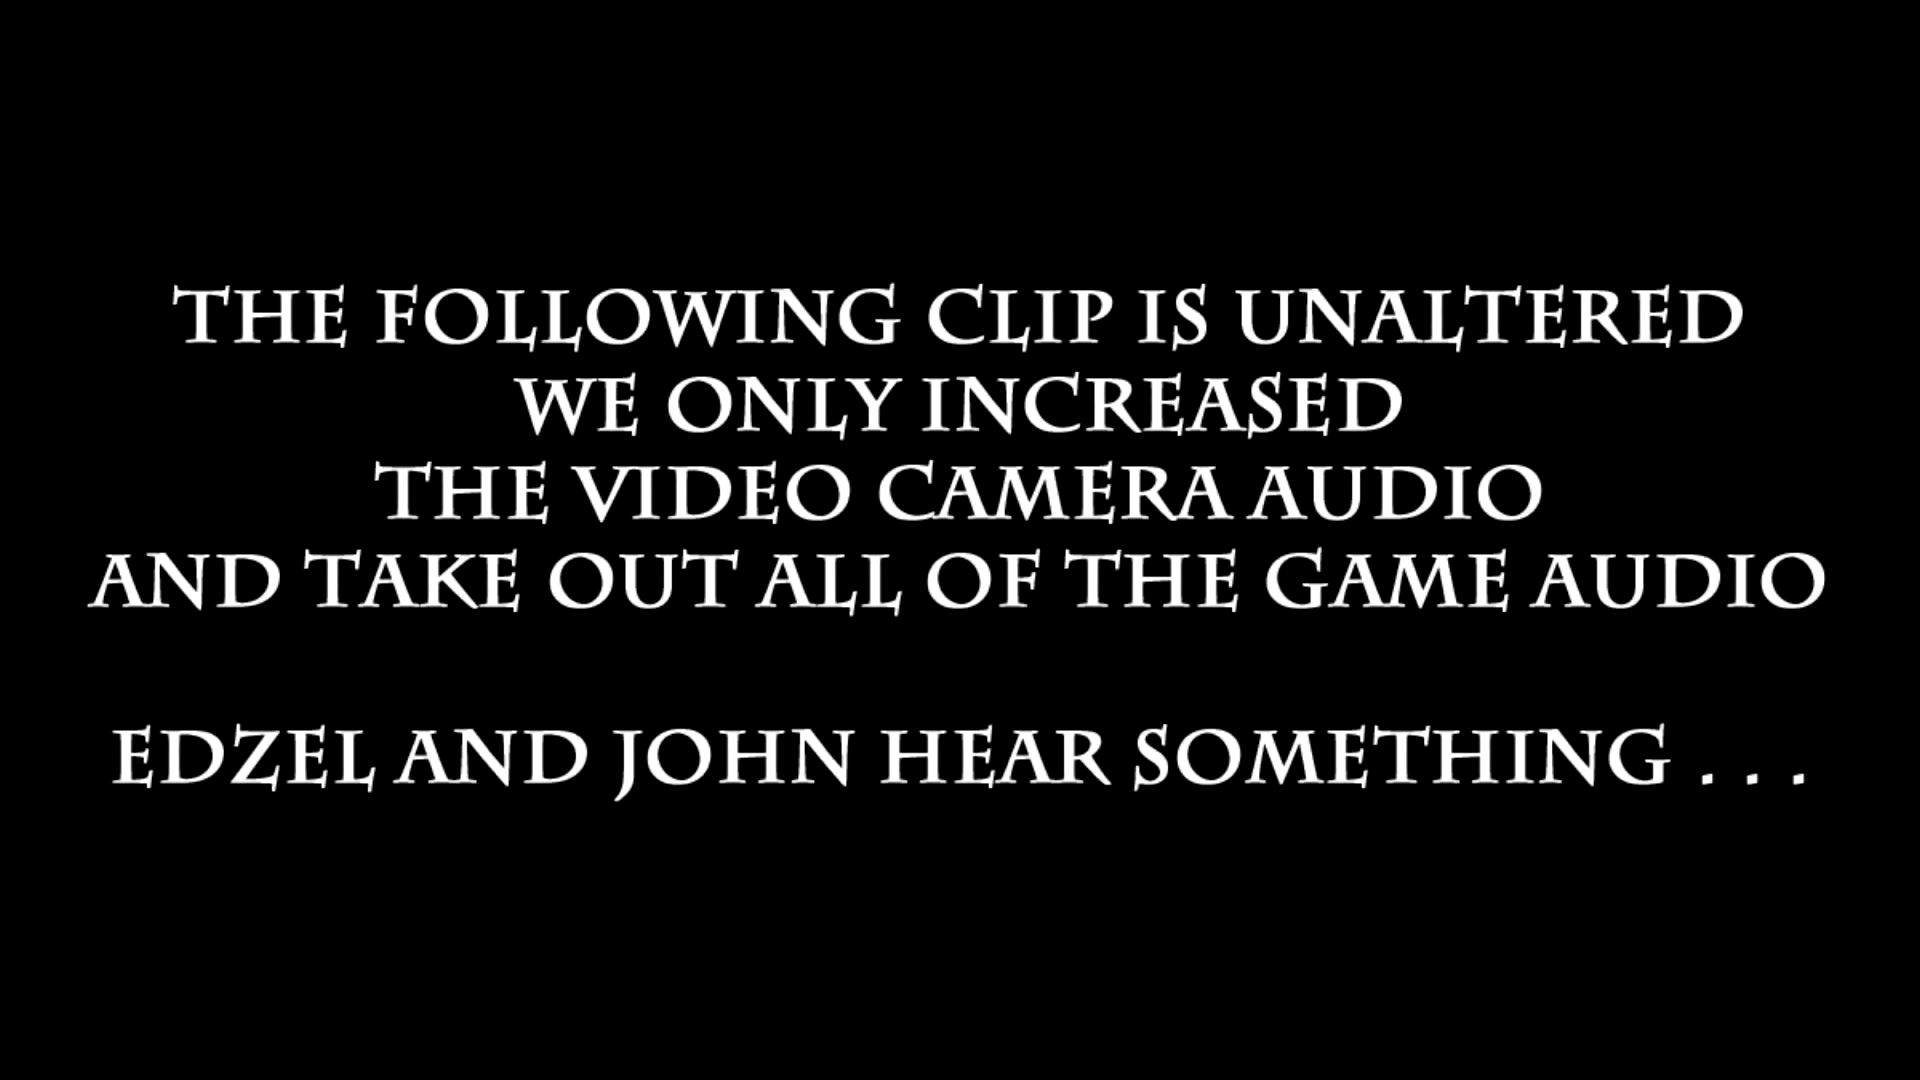 THE FOLLOWING CLIP IS UNALTERED
WE ONLY INCREASED
THE VIDEO CAMERA AUDIO
AND TAKE OUT ALL OF THE GAME AUDIO
EDZEL AND JOHN HEAR SOMETHING . . .